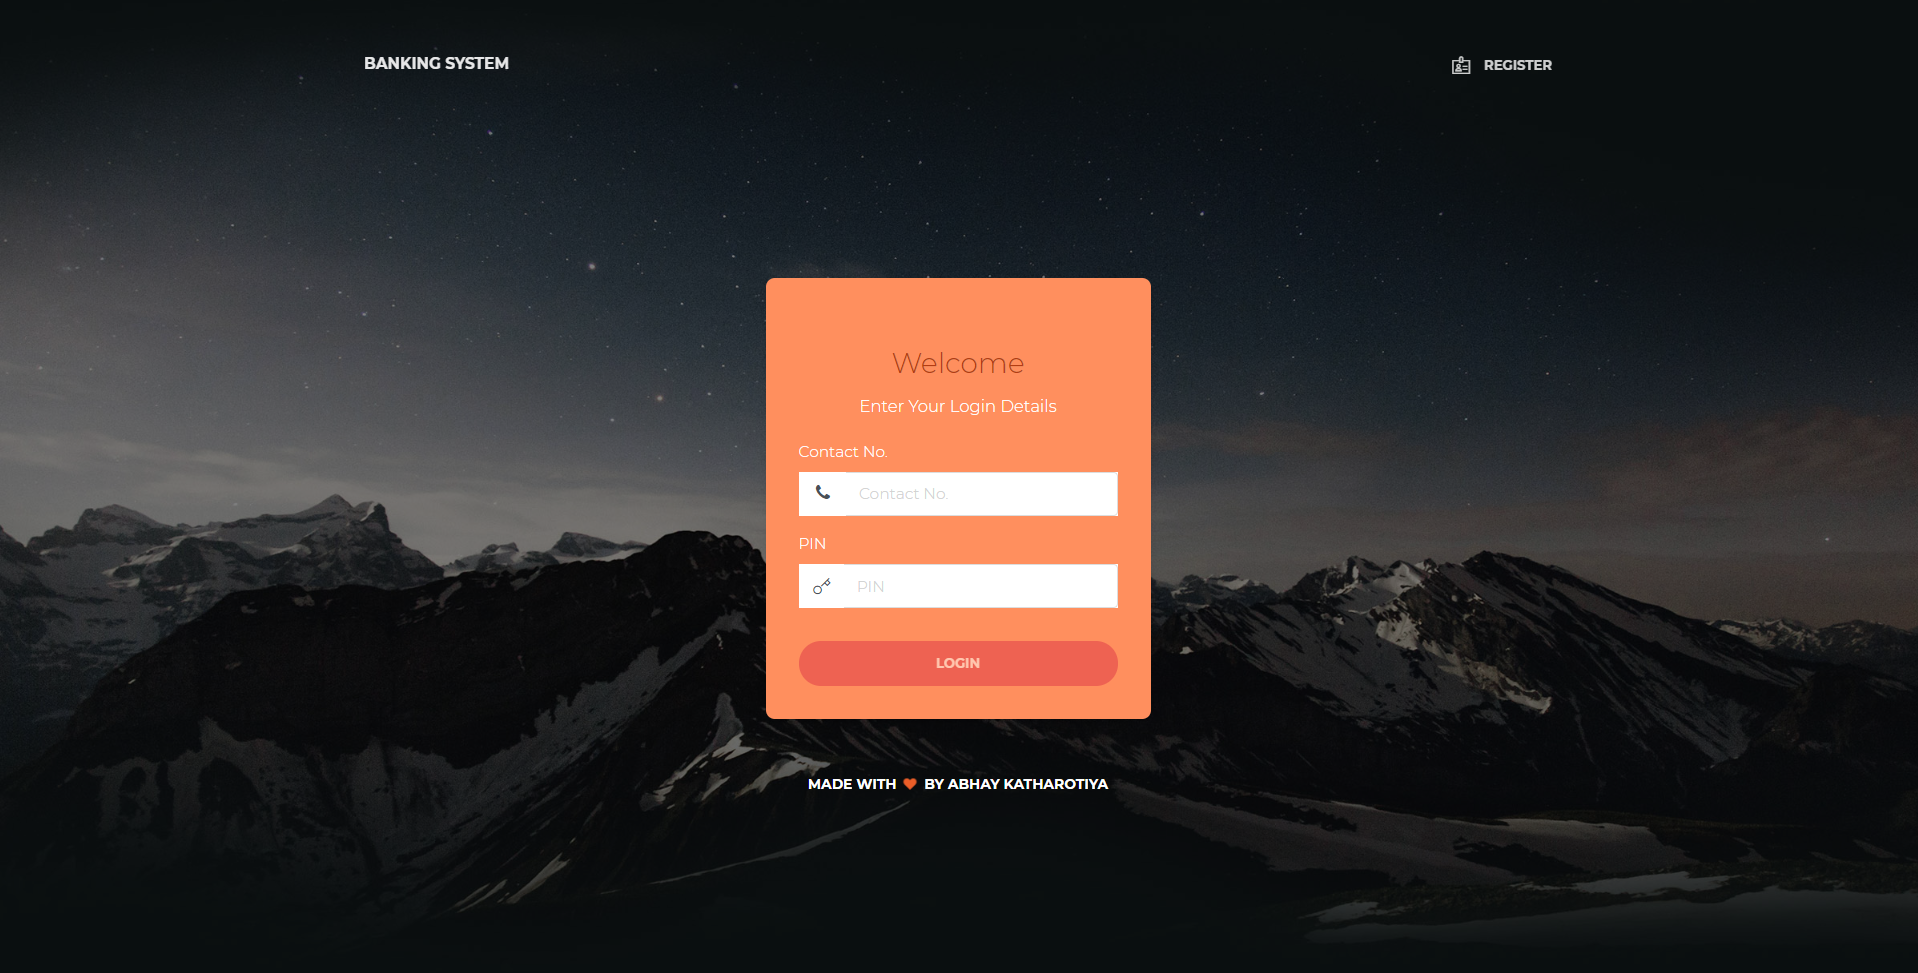 BANKING SYSTEM
REGISTER
Welcome
Enter Your Login Details
Contact No.
Contact No.
PIN
PIN
LOGIN
MADE WITH ❤ BY ABHAY KATHAROTIYA